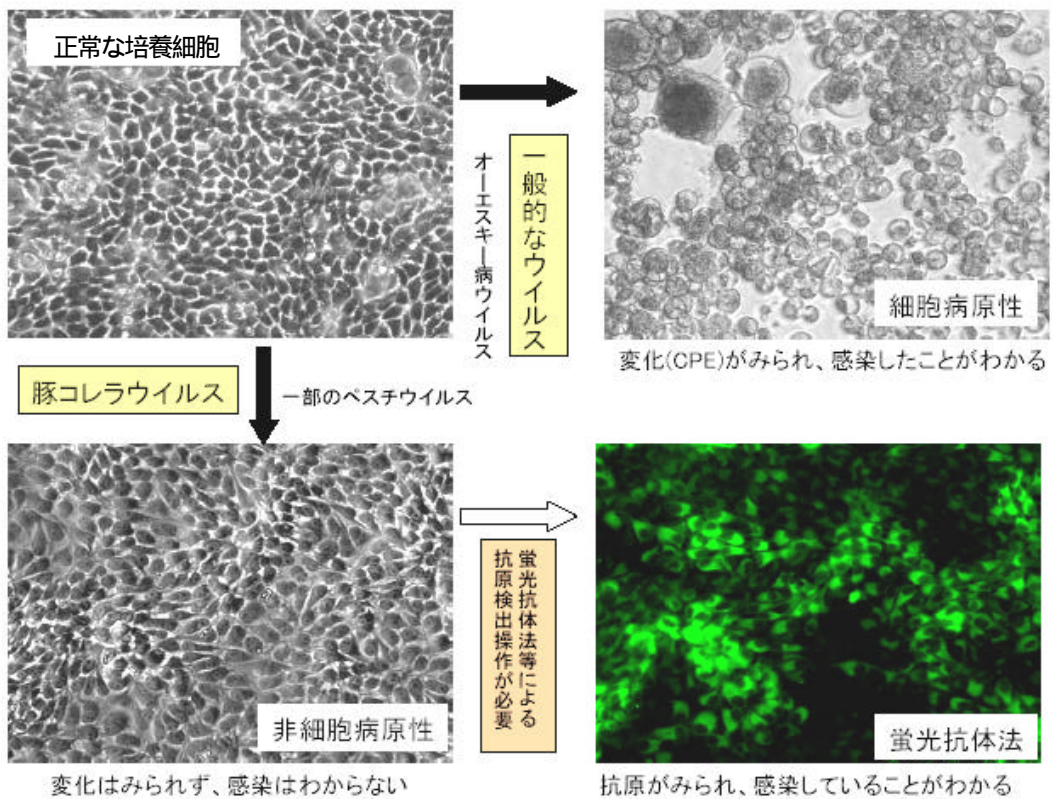 正常な培養細胞
一般的なウイルス
オーエスキー病ウイルス
細胞病原性
変化(CPE)がみられ、感染したことがわかる
豚コレラウイルス
一部のペスチウイルス
非細胞病原性
変化はみられず、感染はわからない
蛍光抗体法等による
抗原検出操作が必要
蛍光抗体法
抗原がみられ、感染していることがわかる